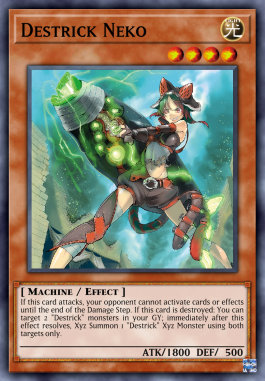 Destrick Neko
LIGHT
光
[ Machine / Effect ]
If this card attacks, your opponent cannot activate cards or effects
until the end of the Damage Step. If this card is destroyed: You can
target 2 "Destrick" monsters in your GY; immediately after this
effect resolves, Xyz Summon 1 "Destrick" Xyz Monster using both
targets only.
ATK/1800 DEF/ 500